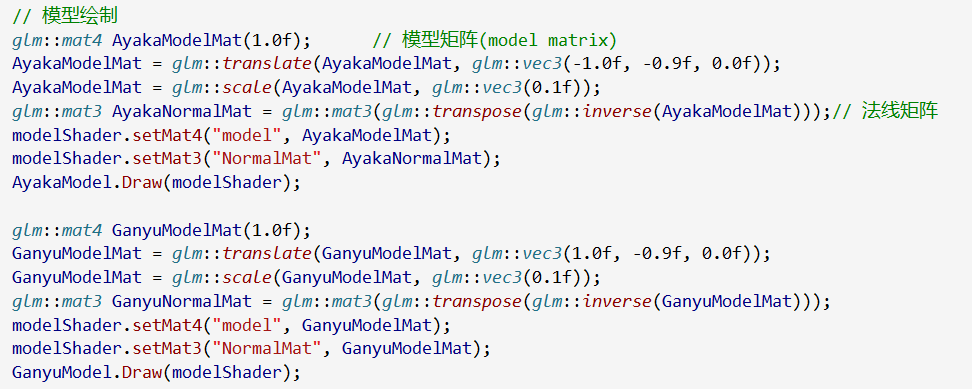 // 模型绘制
glm::mat4 AyakaModelMat(1.0f);      // 模型矩阵(model matrix)
AyakaModelMat = glm::translate(AyakaModelMat, glm::vec3(-1.0f, -0.9f, 0.0f));
AyakaModelMat = glm::scale(AyakaModelMat, glm::vec3(0.1f));
glm::mat3 AyakaNormalMat = glm::mat3(glm::transpose(glm::inverse(AyakaModelMat)));// 法线矩阵
modelShader.setMat4("model", AyakaModelMat);
modelShader.setMat3("NormalMat", AyakaNormalMat);
AyakaModel.Draw(modelShader);

glm::mat4 GanyuModelMat(1.0f);
GanyuModelMat = glm::translate(GanyuModelMat, glm::vec3(1.0f, -0.9f, 0.0f));
GanyuModelMat = glm::scale(GanyuModelMat, glm::vec3(0.1f));
glm::mat3 GanyuNormalMat = glm::mat3(glm::transpose(glm::inverse(GanyuModelMat)));
modelShader.setMat4("model", GanyuModelMat);
modelShader.setMat3("NormalMat", GanyuModelMat);
GanyuModel.Draw(modelShader);